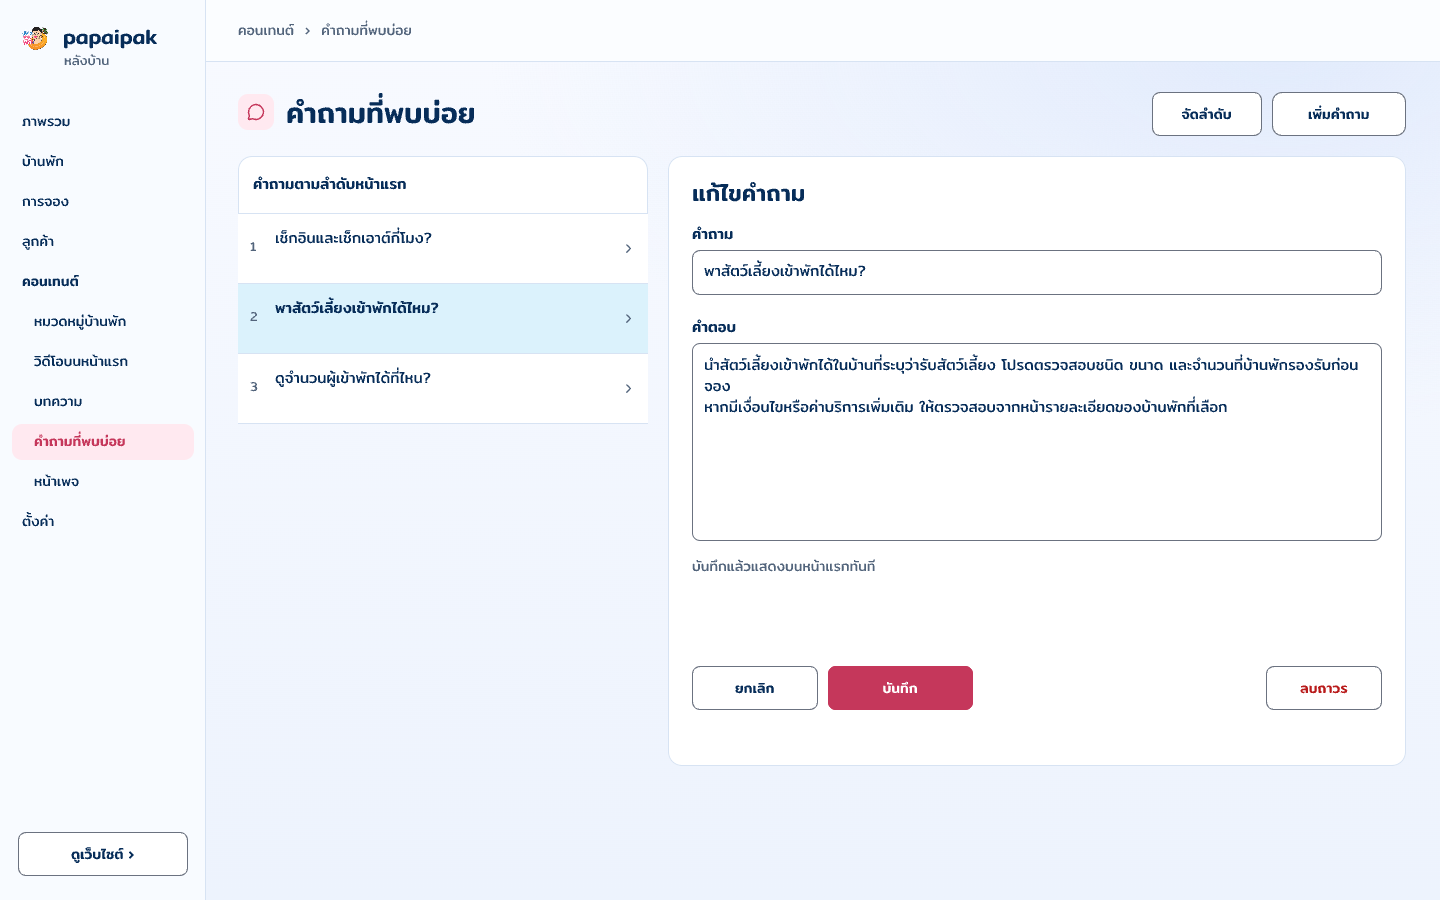 papaipak
หลังบ้าน
ภาพรวม
บ้านพัก
การจอง
ลูกค้า
คอนเทนต์
หมวดหมู่บ้านพัก
วิดีโอบนหน้าแรก
บทความ
คำถามที่พบบ่อย
หน้าเพจ
ตั้งค่า
ดูเว็บไซต์ ›
คอนเทนต์ › คำถามที่พบบ่อย
คำถามที่พบบ่อย
จัดลำดับ
เพิ่มคำถาม
คำถามตามลำดับหน้าแรก
1 เช็กอินและเช็กเอาต์กี่โมง?
2 พาสัตว์เลี้ยงเข้าพักได้ไหม?
3 ดูจำนวนผู้เข้าพักได้ที่ไหน?
แก้ไขคำถาม
คำถาม
พาสัตว์เลี้ยงเข้าพักได้ไหม?
คำตอบ
นำสัตว์เลี้ยงเข้าพักได้ในบ้านที่ระบุว่ารับสัตว์เลี้ยง โปรดตรวจสอบชนิด ขนาด และจำนวนที่บ้านพักรองรับก่อน
จอง
หากมีเงื่อนไขหรือค่าบริการเพิ่มเติม ให้ตรวจสอบจากหน้ารายละเอียดของบ้านพักที่เลือก
บันทึกแล้วแสดงบนหน้าแรกทันที
ยกเลิก
บันทึก
ลบถาวร